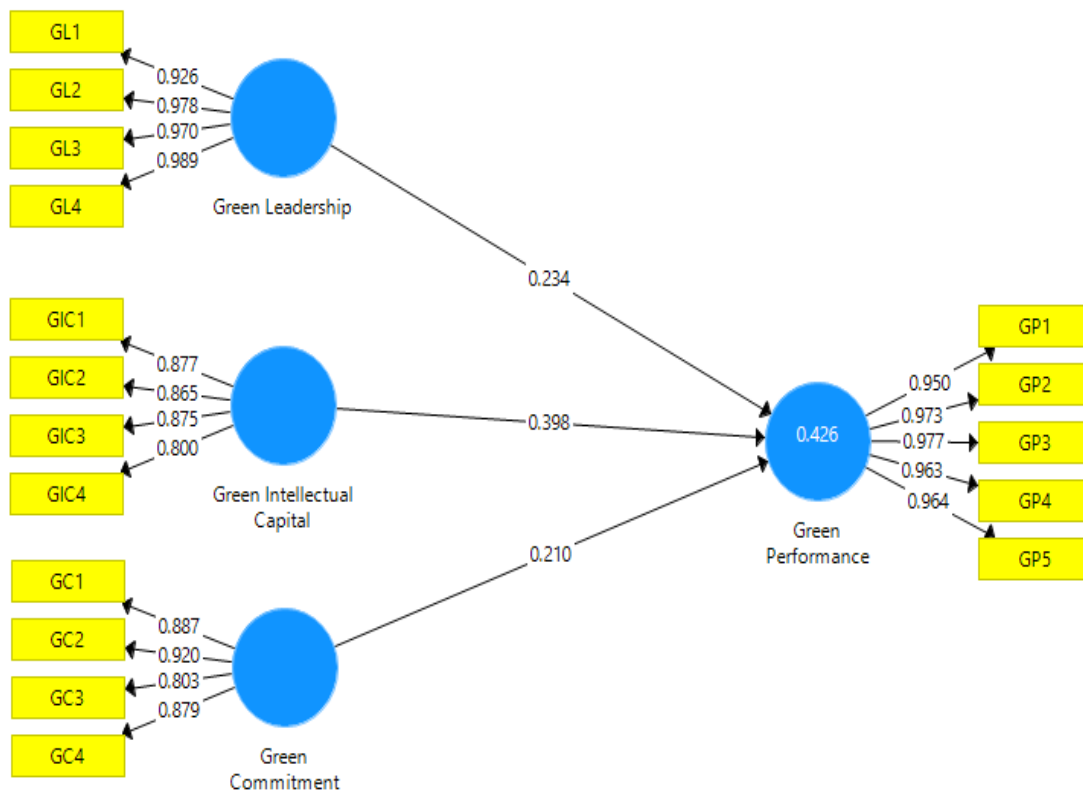 GL1
0.926
GL2
0.978
GL3
0.970
GL4
0.989
Green Leadership
0.234
GIC1
0.877
GIC2
0.865
GIC3
0.875
GIC4
0.800
Green Intellectual
Capital
0.398
GC1
0.887
GC2
0.920
GC3
0.803
GC4
0.879
Green
Commitment
0.210
0.426
Green
Performance
GP1
0.950
GP2
0.973
GP3
0.977
GP4
0.963
GP5
0.964